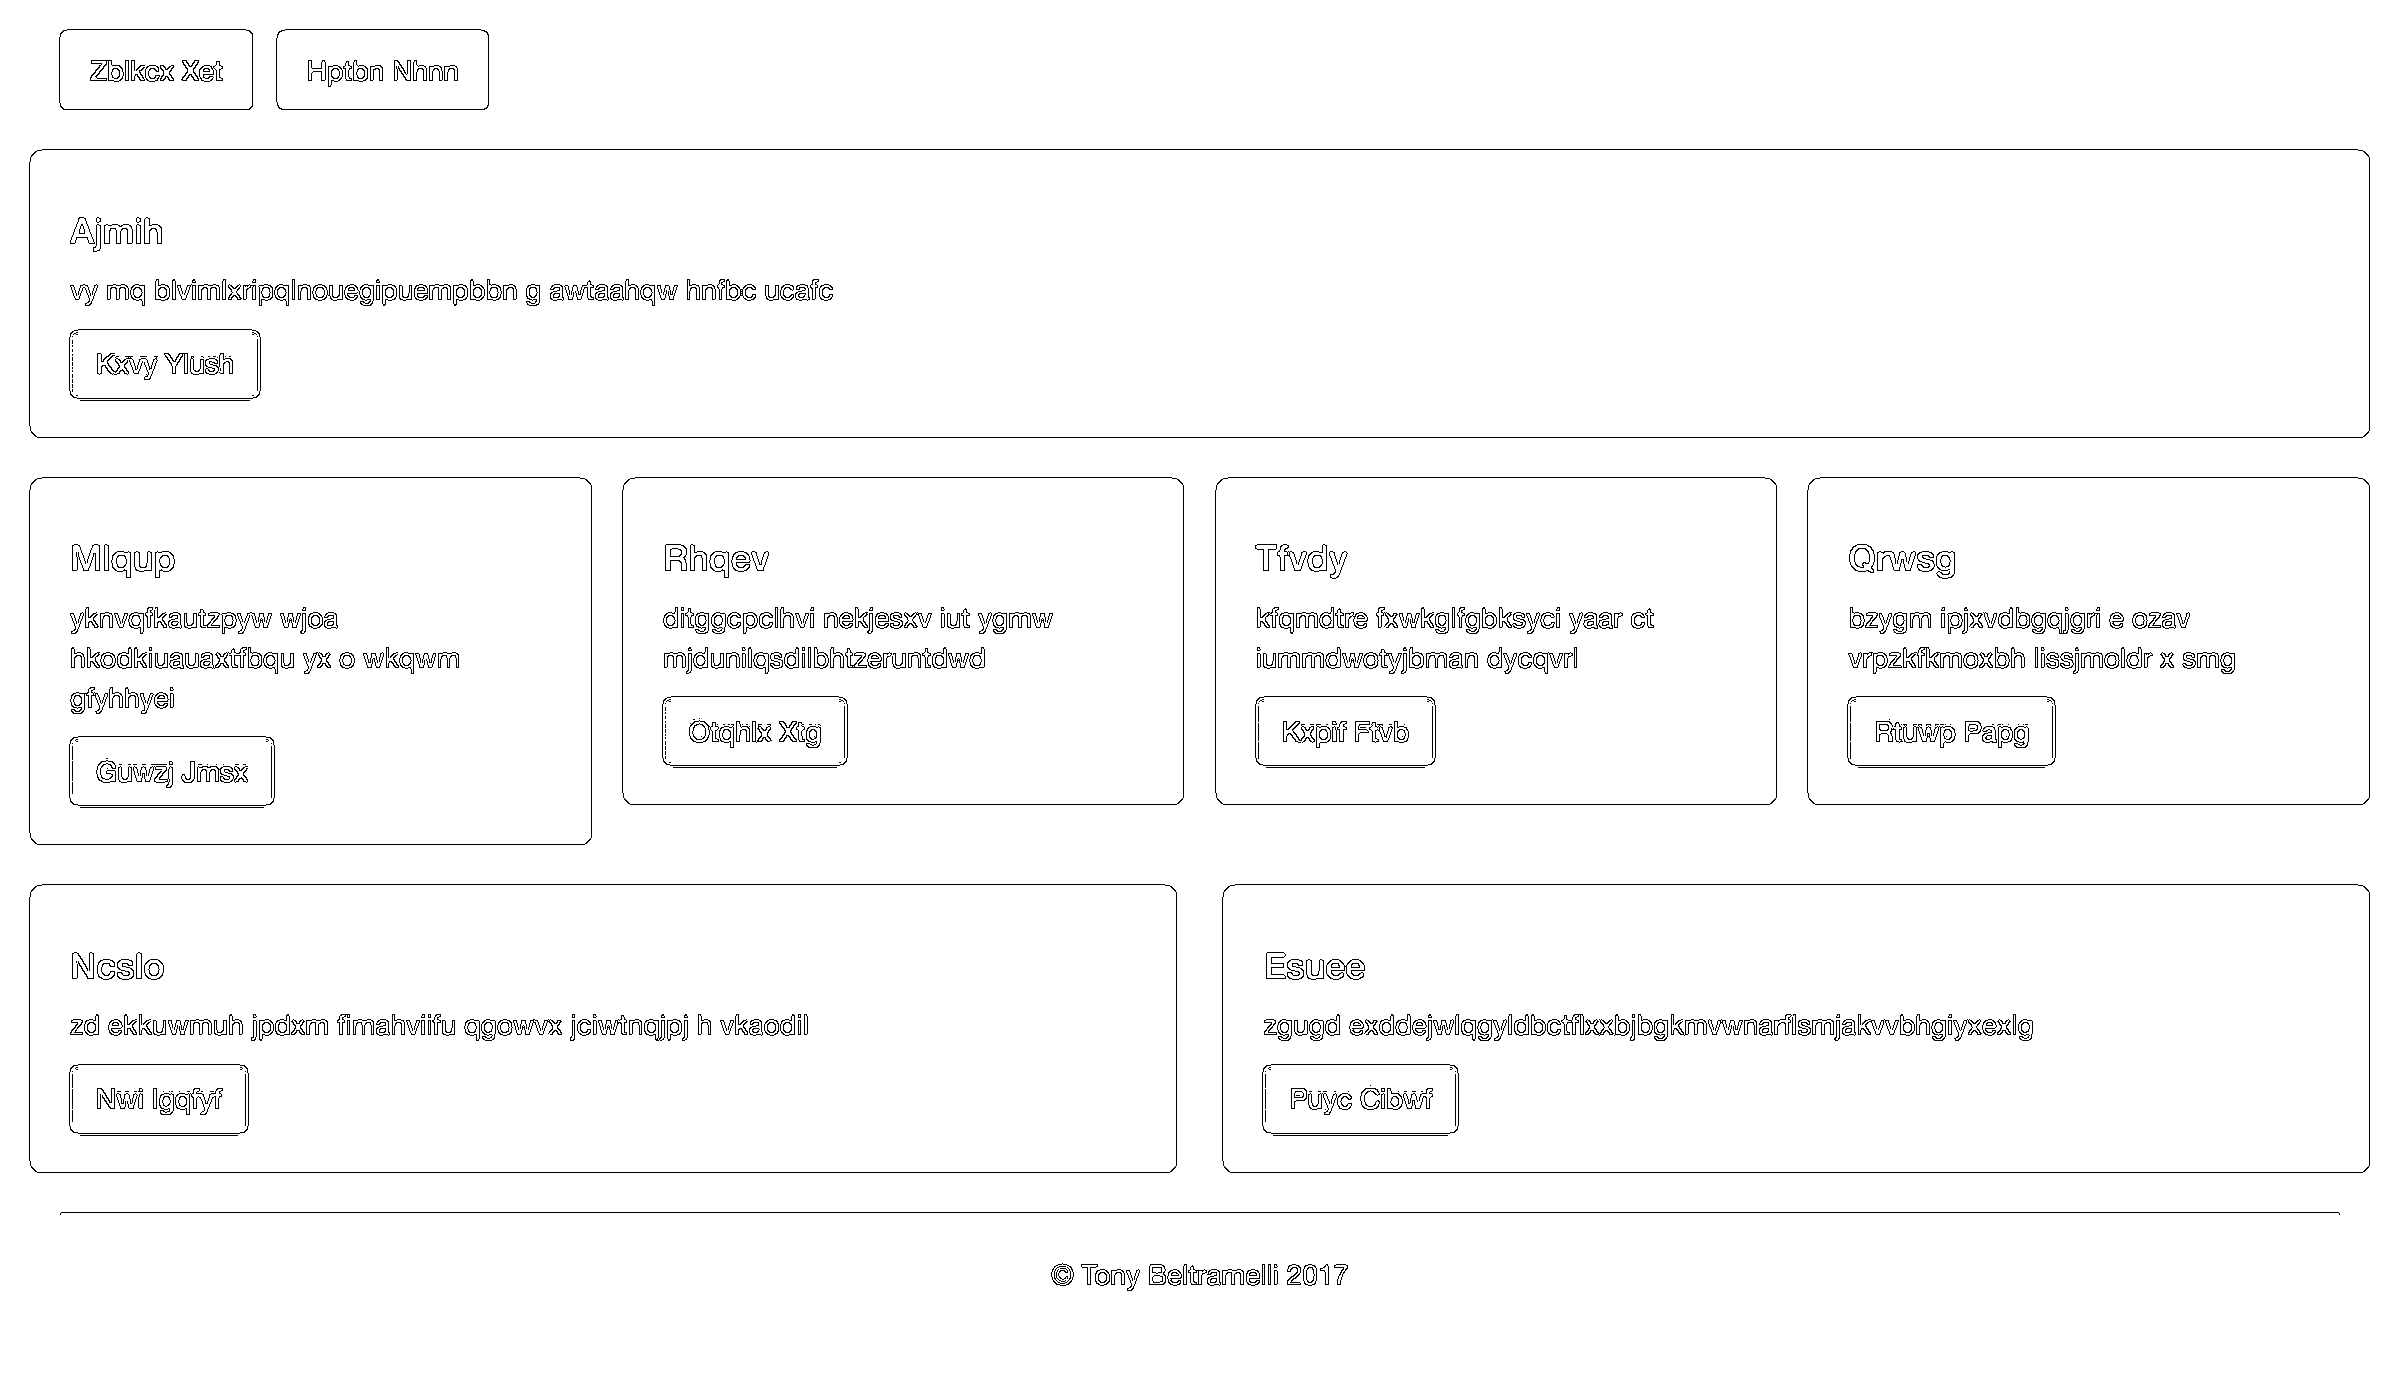 Zblkcx Xet
Hptbn Nhnn
Ajmih
vy mq blvimlxripqlnouegipuempbbn g awtaahqw hnfbc ucafc
Kxvy Ylush
Mlqup
yknvqfkautzpyw wjoa
hkodkiuauaxtfbqu yx o wkqwm
gfyhhyei
Guwzj Jmsx
Rhqev
ditggcpclhvi nekjesxv iut ygmw
mjdunilqsdilbhtzeruntdwd
Otqhlx Xtg
Tfvdy
kfqmdtre fxwkglfgbksyci yaar ct
iummdwotyjbman dycqvrl
Kxpif Ftvb
Qrwsg
bzygm ipjxvdbgqjgri e ozav
vrpzkfkmoxbh lissjmoldr x smg
Rtuwp Papg
Ncslo
zd ekkuwmuh jpdxm fimahviifu qgowvx jciwtnqjpj h vkaodil
Nwi Igqfyf
Esuee
zgugd exddejwlqgyldbctflxxbjbgkmvwnarflsmjakvvbhgiyxexlg
Puyc Cibwf
© Tony Beltramelli 2017